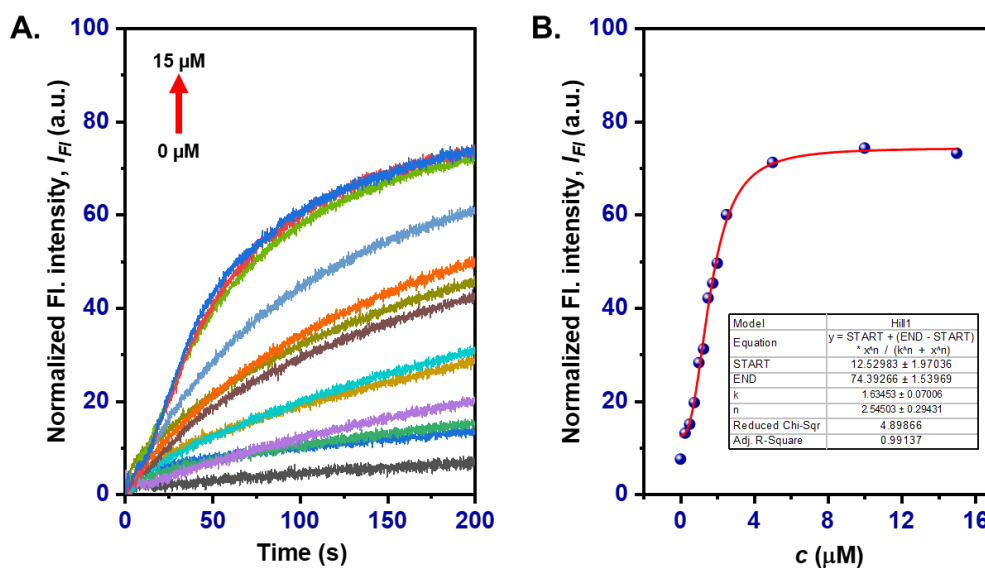 A.
Normalized Fl. intensity, I_Fl (a.u.)
100
80
60
40
20
0
15 µM
0 µM
0
50
100
150
200
Time (s)
B.
Normalized Fl. intensity, I_Fl (a.u.)
100
80
60
40
20
0
Model Hill1
Equation y = START + (END - START) * x^n / (k^n + x^n)
START 12.52983 ± 1.97036
END 74.39266 ± 1.53969
k 1.63453 ± 0.07006
n 2.54503 ± 0.29431
Reduced Chi-Sqr 4.89866
Adj. R-Square 0.99137
0
4
8
12
16
c (µM)